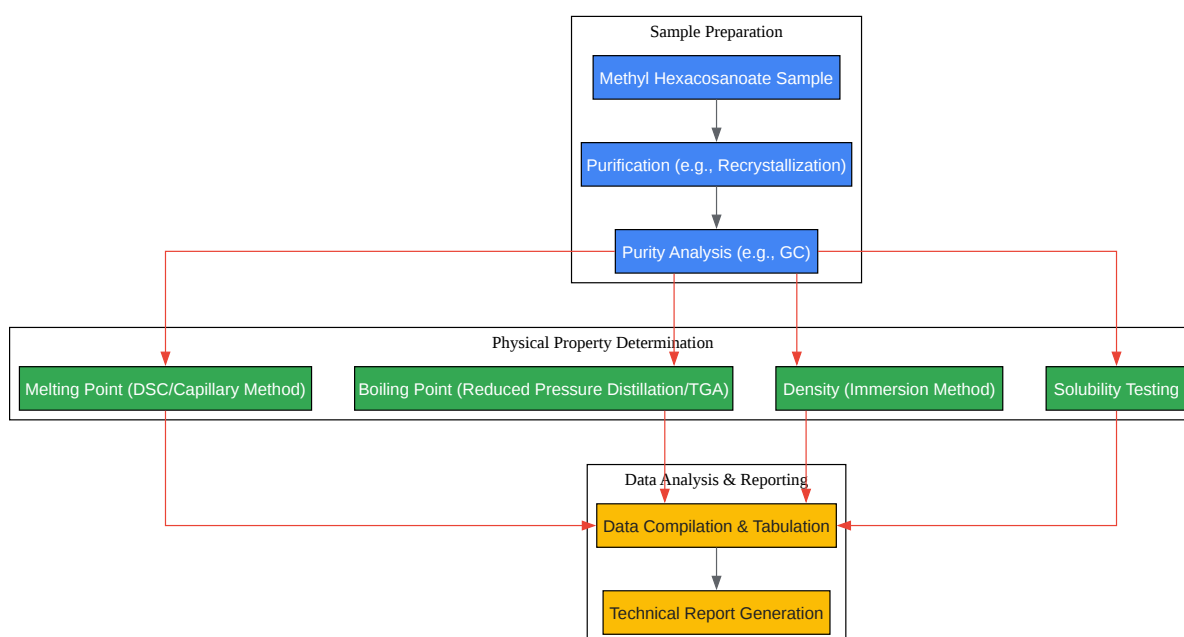 Sample Preparation
Methyl Hexacosanoate Sample
Purification (e.g., Recrystallization)
Purity Analysis (e.g., GC)
Physical Property Determination
Melting Point (DSC/Capillary Method)
Boiling Point (Reduced Pressure Distillation/TGA)
Density (Immersion Method)
Solubility Testing
Data Analysis & Reporting
Data Compilation & Tabulation
Technical Report Generation